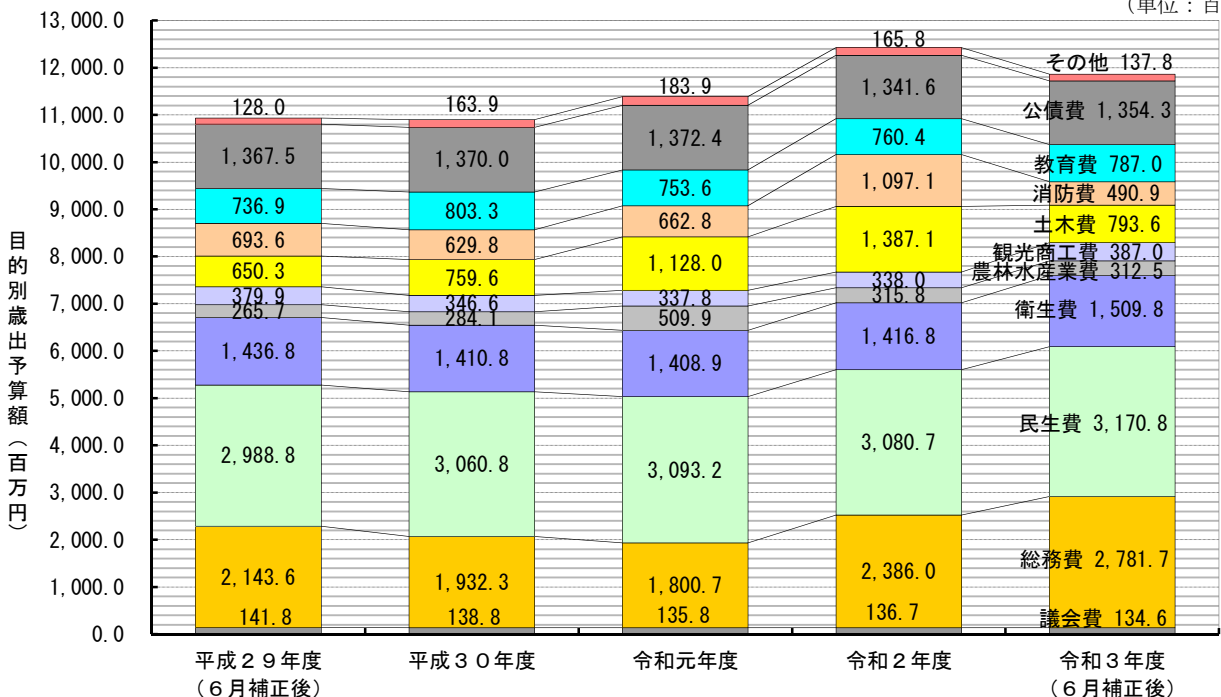 （単位：百
目的別歳出予算額（百万円）
13,000.0
12,000.0
11,000.0
10,000.0
9,000.0
8,000.0
7,000.0
6,000.0
5,000.0
4,000.0
3,000.0
2,000.0
1,000.0
0.0
128.0
1,367.5
736.9
693.6
650.3
379.9
265.7
1,436.8
2,988.8
2,143.6
141.8
163.9
1,370.0
803.3
629.8
759.6
346.6
284.1
1,410.8
3,060.8
1,932.3
138.8
183.9
1,372.4
753.6
662.8
1,128.0
337.8
509.9
1,408.9
3,093.2
1,800.7
135.8
165.8
1,341.6
760.4
1,097.1
1,387.1
338.0
315.8
1,416.8
3,080.7
2,386.0
136.7
その他 137.8
公債費 1,354.3
教育費 787.0
消防費 490.9
土木費 793.6
観光商工費 387.0
農林水産業費 312.5
衛生費 1,509.8
民生費 3,170.8
総務費 2,781.7
議会費 134.6
平成２９年度
（６月補正後）
平成３０年度
令和元年度
令和２年度
令和３年度
（６月補正後）